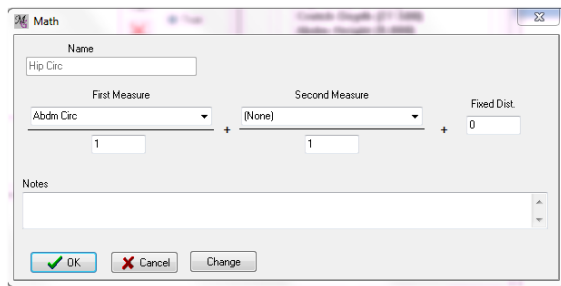 Math
Name
Hip Circ
First Measure
Second Measure
Fixed Dist.
Abdm Circ
(None)
0
+
+
1
1
Notes
OK
Cancel
Change